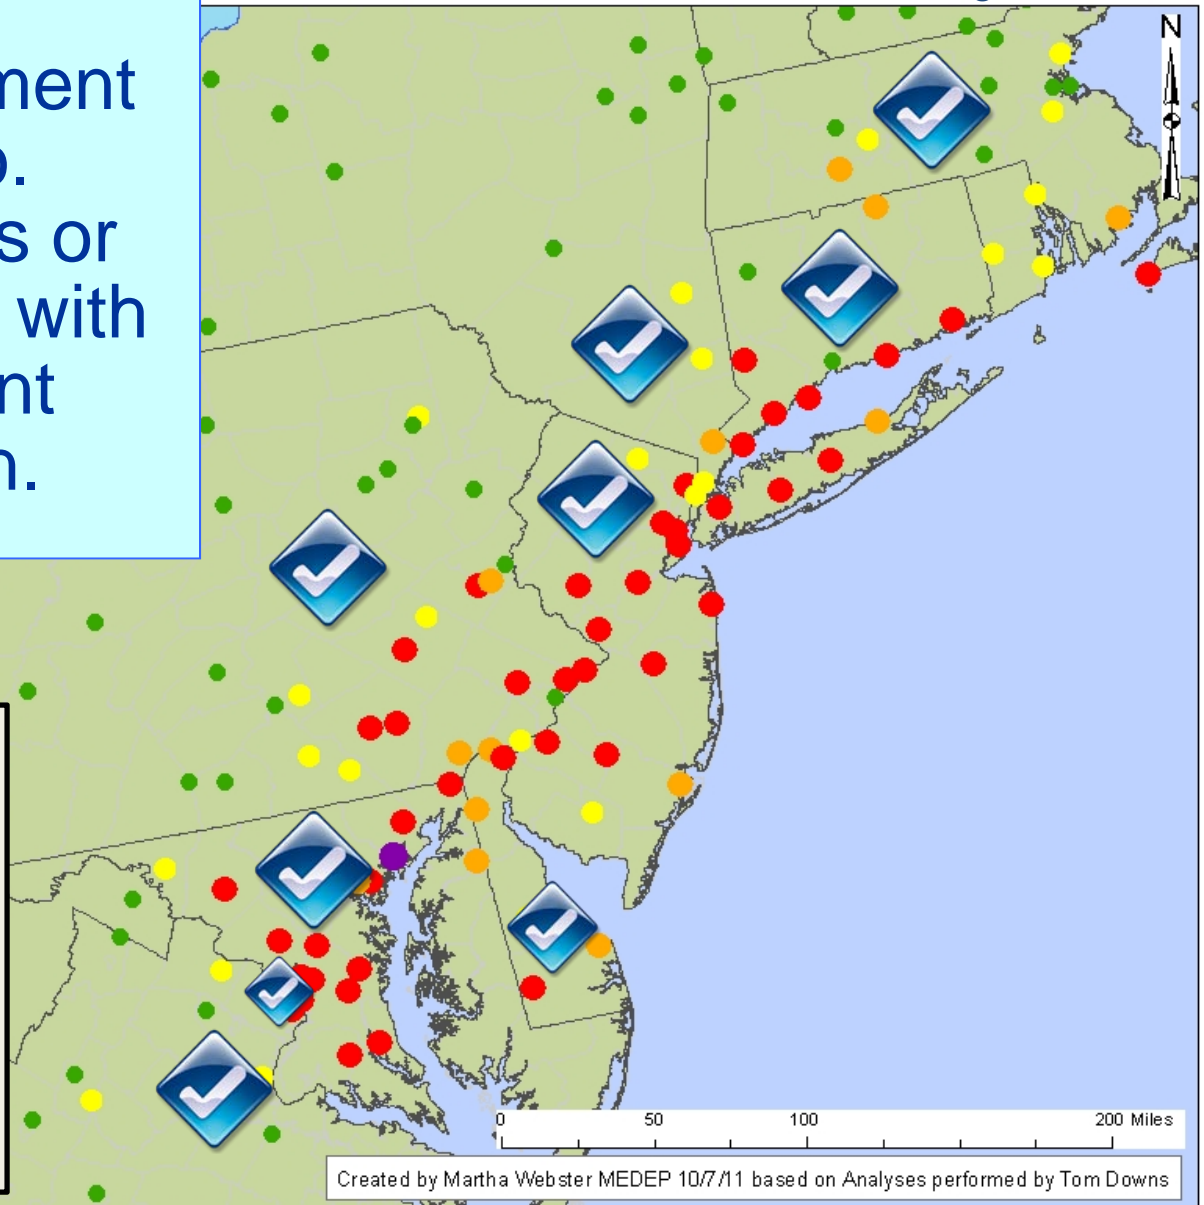 ment
.
s or
with
nt
n.
N
0 50 100 200 Miles
Created by Martha Webster MEDEP 10/7/11 based on Analyses performed by Tom Downs